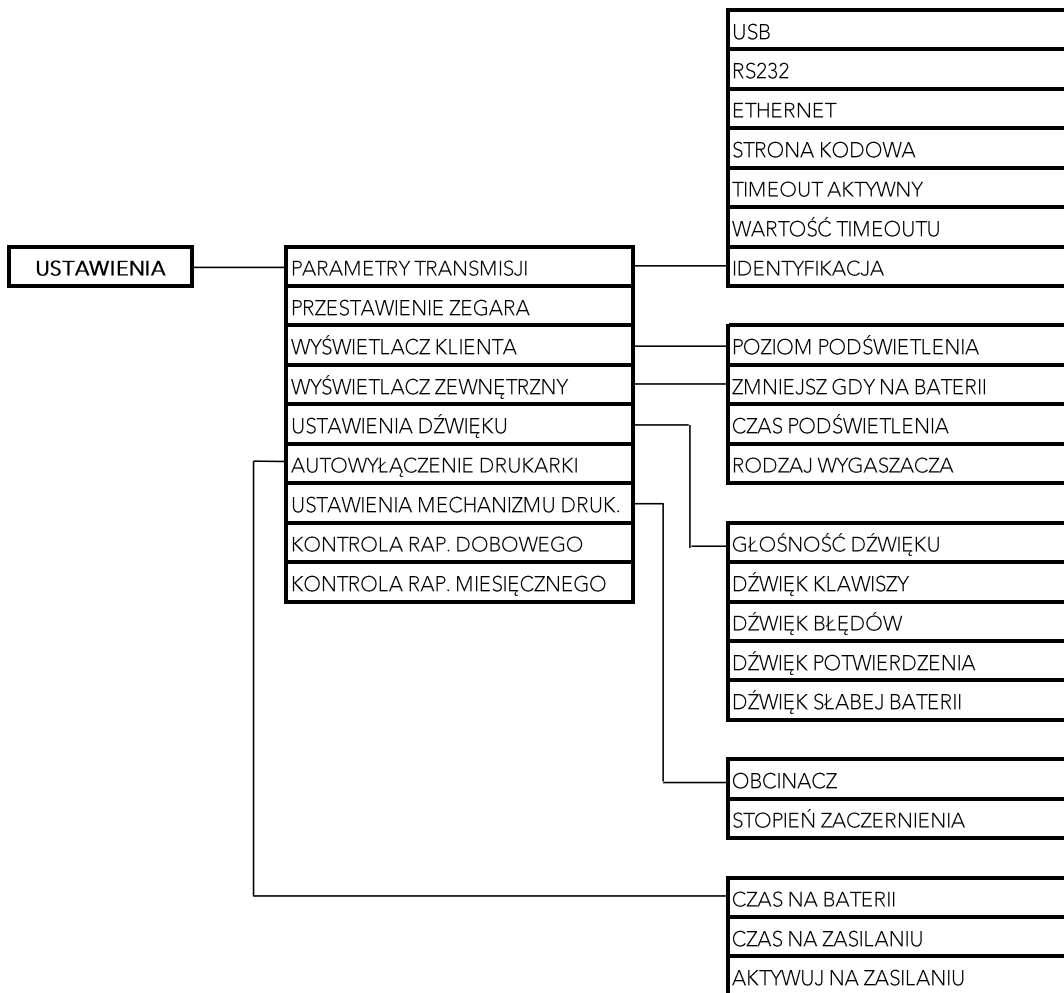 USTAWIENIA
PARAMETRY TRANSMISJI
PRZESTAWIENIE ZEGARA
WYŚWIETLACZ KLIENTA
WYŚWIETLACZ ZEWNĘTRZNY
USTAWIENIA DŹWIĘKU
AUTOWYŁĄCZENIE DRUKARKI
USTAWIENIA MECHANIZMU DRUK.
KONTROLA RAP. DOBOWEGO
KONTROLA RAP. MIESIĘCZNEGO
USB
RS232
ETHERNET
STRONA KODOWA
TIMEOUT AKTYWNY
WARTOŚĆ TIMEOUTU
IDENTYFIKACJA
POZIOM PODŚWIETLENIA
ZMNIEJSZ GDY NA BATERII
CZAS PODŚWIETLENIA
RODZAJ WYGASZACZA
GŁOŚNOŚĆ DŹWIĘKU
DŹWIĘK KLAWISZY
DŹWIĘK BŁĘDÓW
DŹWIĘK POTWIERDZENIA
DŹWIĘK SŁABEJ BATERII
OBCINACZ
STOPIEŃ ZACZERNIENIA
CZAS NA BATERII
CZAS NA ZASILANIU
AKTYWUJ NA ZASILANIU